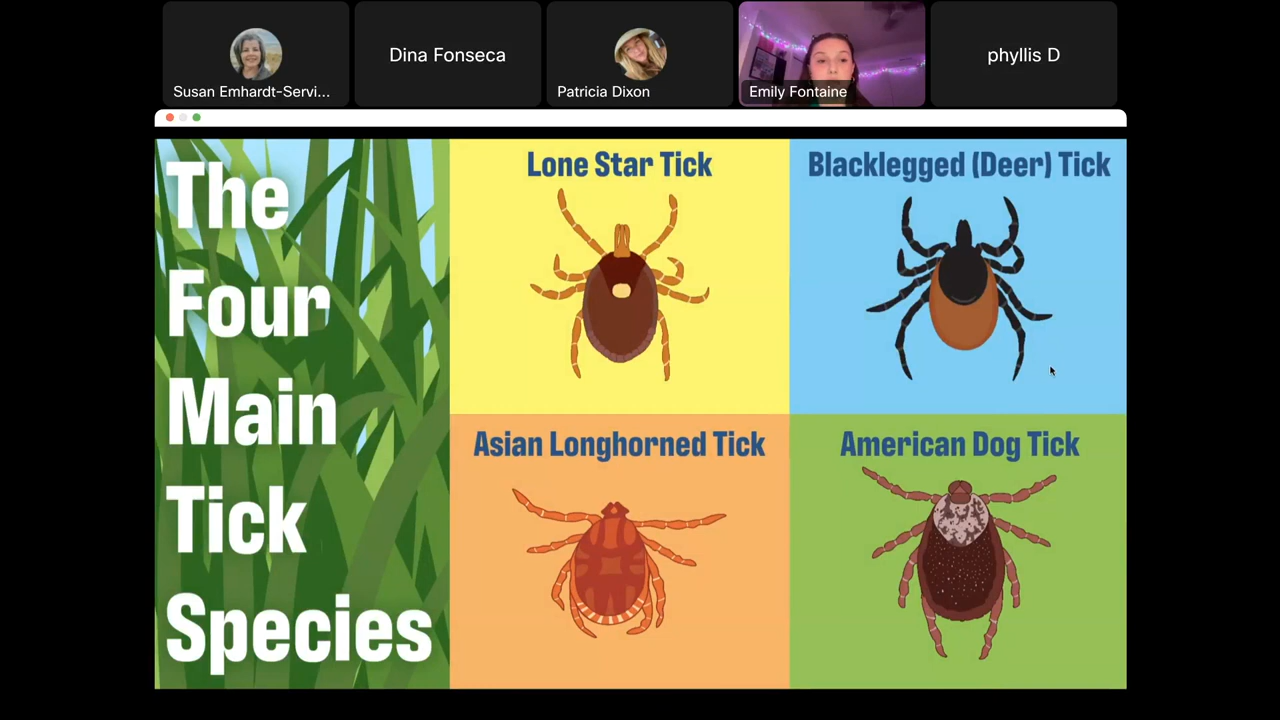 Susan Emhardt-Servi...
Dina Fonseca
Patricia Dixon
Emily Fontaine
phyllis D
The
Four
Main
Tick
Species
Lone Star Tick
Blacklegged (Deer) Tick
Asian Longhorned Tick
American Dog Tick